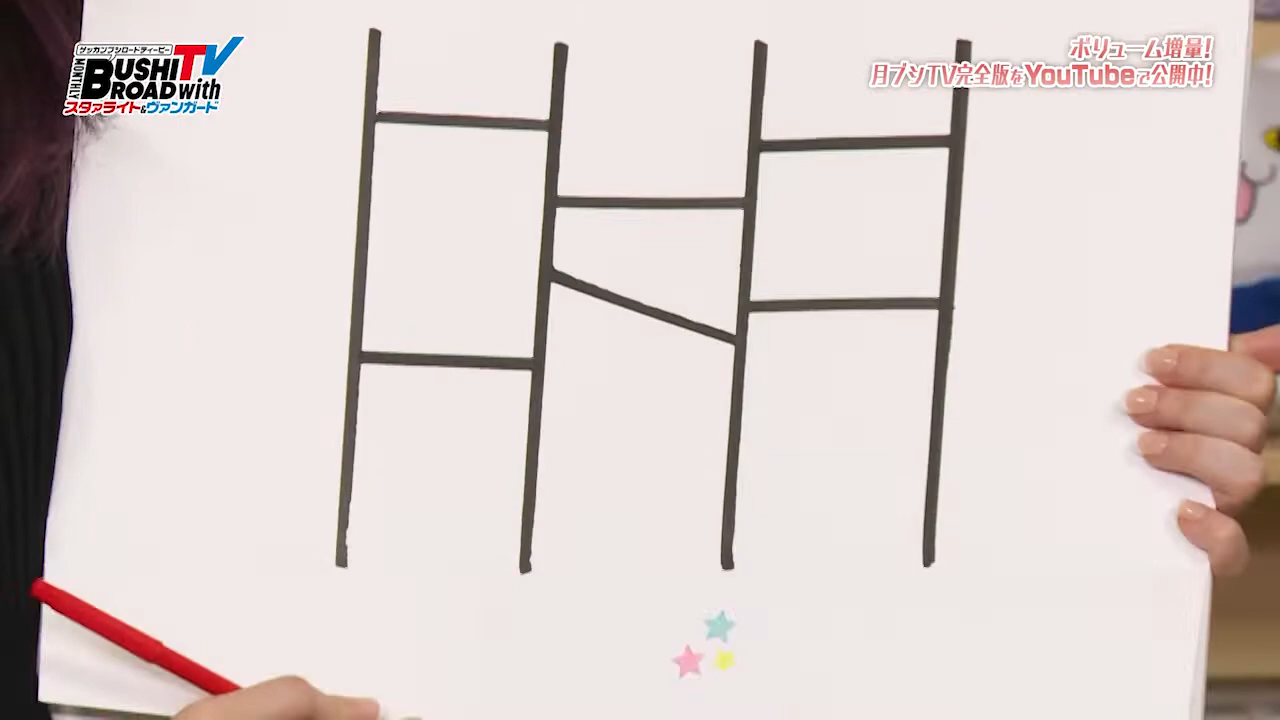 ゲッカンブシロードティービー
MONTHLY
BUSHI TV
ROAD with
スタァライト&ヴァンガード
ボリューム増量!
月ブシTV完全版をYouTubeで公開中!